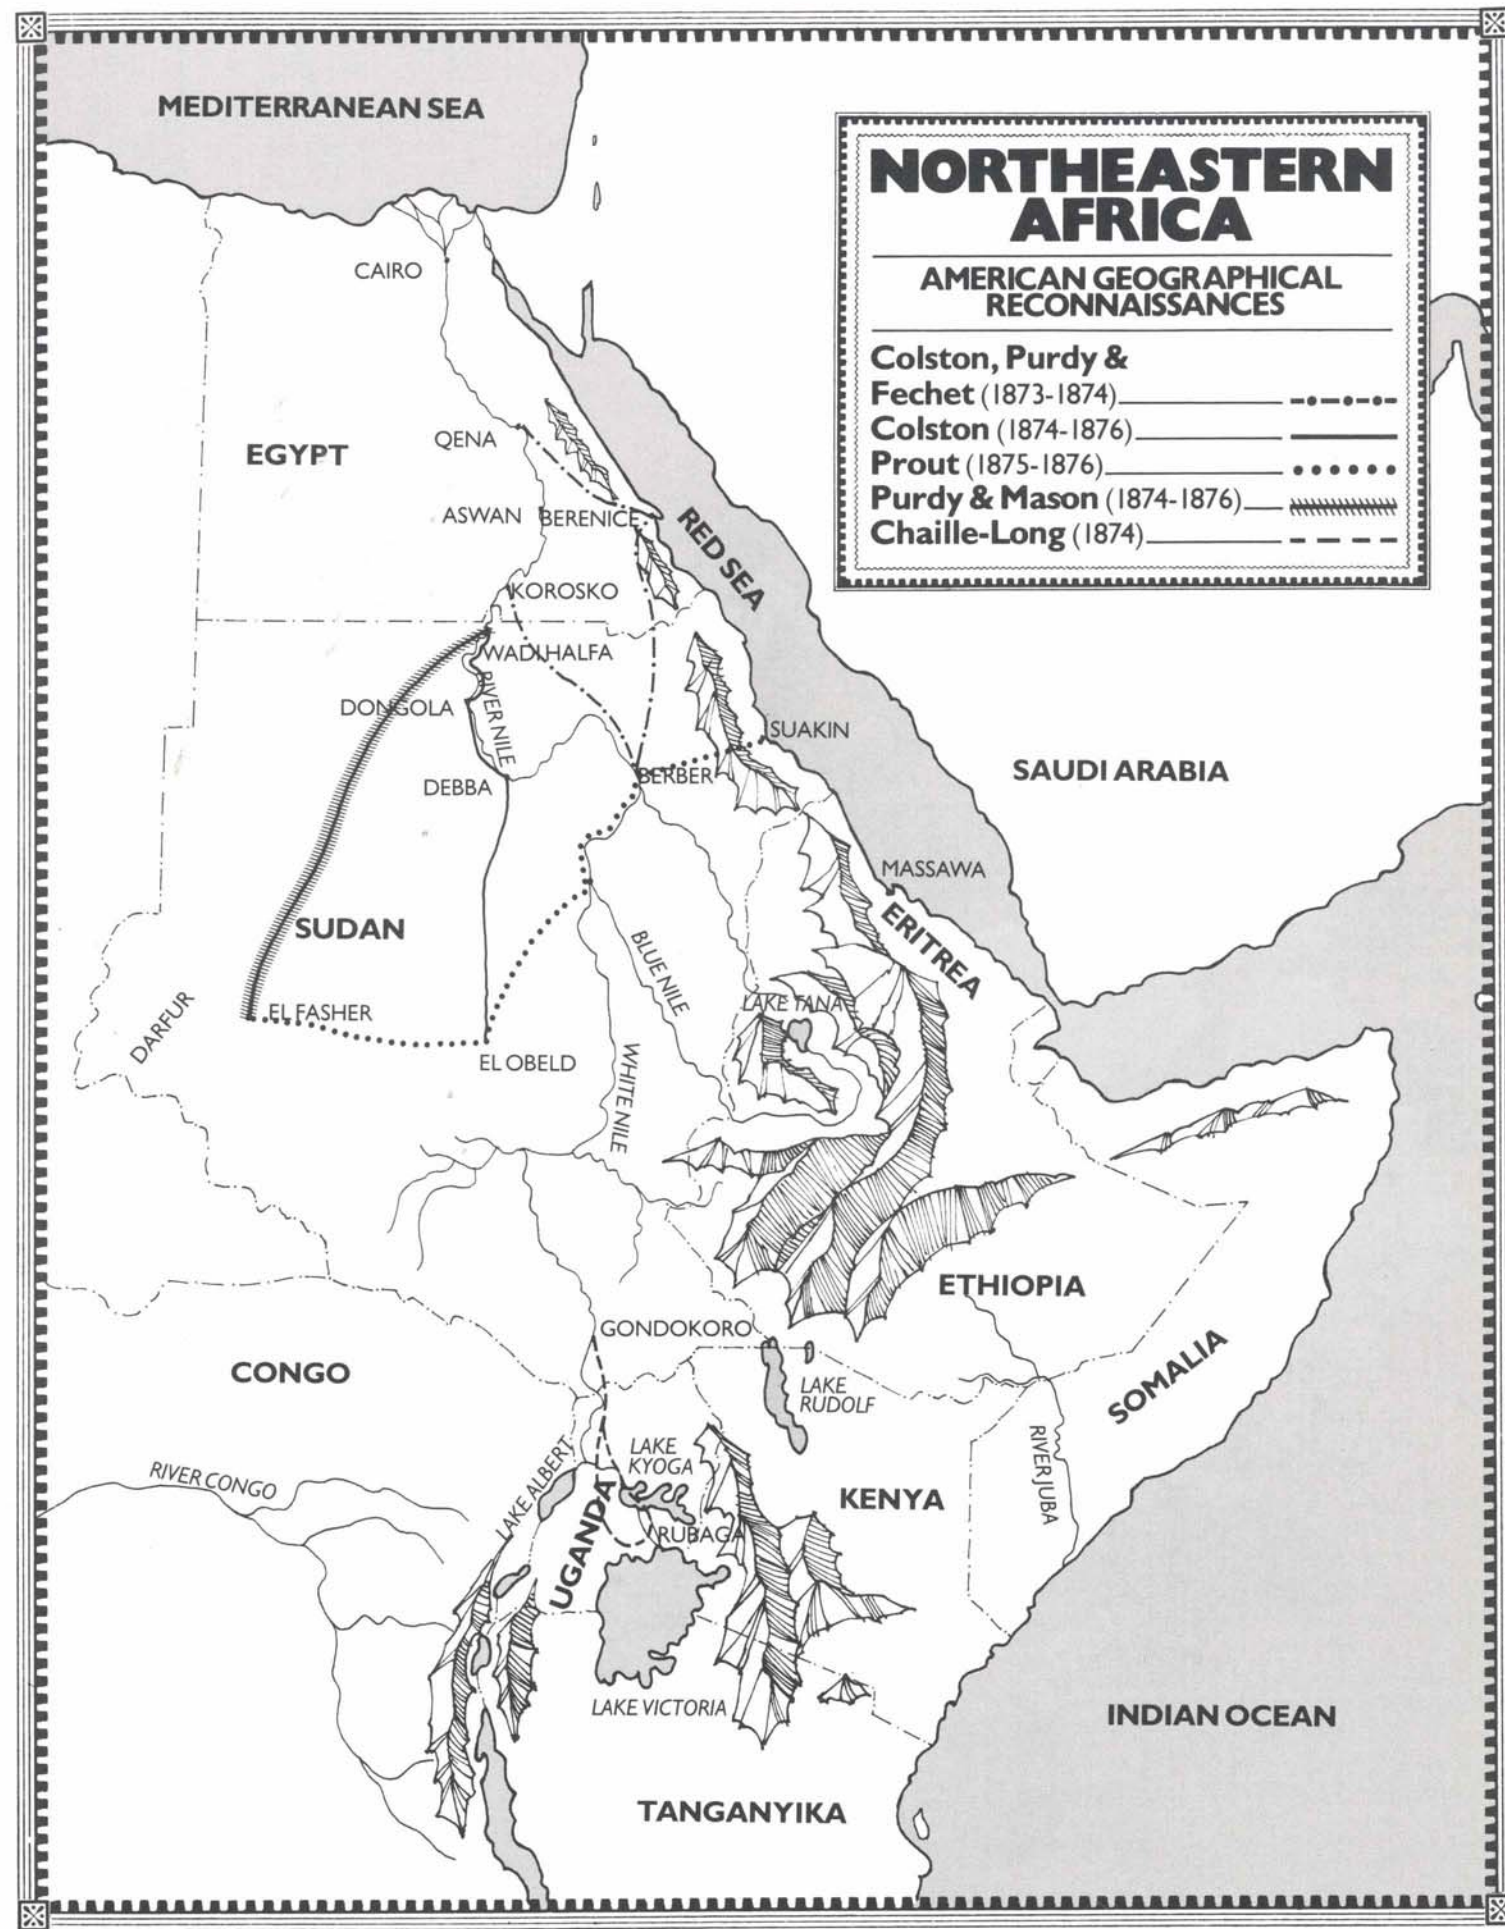 MEDITERRANEAN SEA
NORTHEASTERN
AFRICA
AMERICAN GEOGRAPHICAL
RECONNAISSANCES
Colston, Purdy &
Fechet (1873-1874)
Colston (1874-1876)
Prout (1875-1876)
Purdy & Mason (1874-1876)
Chaille-Long (1874)
CAIRO
QENA
EGYPT
ASWAN
BERENICE
RED SEA
KOROSKO
WADI HALFA
DONGOLA
RIVER NILE
SUAKIN
DEBBA
BERBER
SAUDI ARABIA
MASSAWA
ERITREA
SUDAN
BLUE NILE
LAKE TANA
EL FASHER
DARFUR
EL OBELD
WHITE NILE
ETHIOPIA
GONDOKORO
CONGO
LAKE
RUDOLF
SOMALIA
LAKE
KYOGA
RIVER CONGO
LAKE ALBERT
RIVER JUBA
KENYA
UGANDA
RUBAGA
LAKE VICTORIA
INDIAN OCEAN
TANGANYIKA